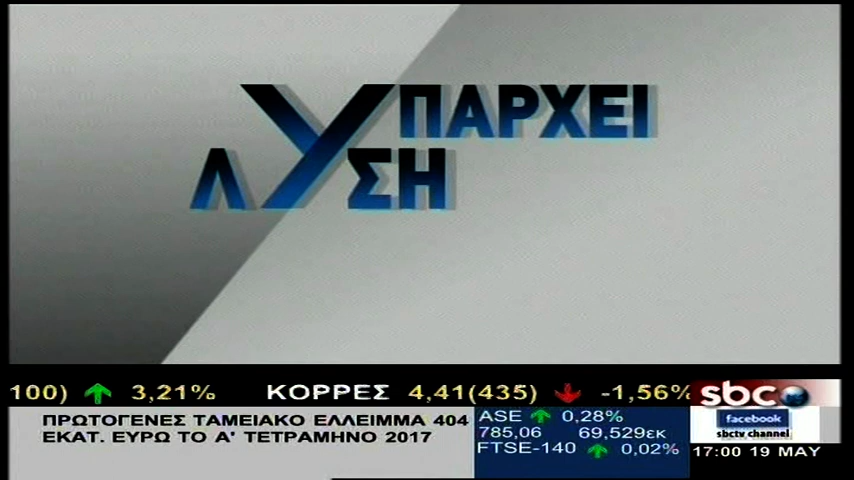 ΥΠΑΡΧΕΙ
ΛΥΣΗ
100) 3,21% ΚΟΡΡΕΣ 4,41(435) -1,56%
sbc
ΠΡΩΤΟΓΕΝΕΣ ΤΑΜΕΙΑΚΟ ΕΛΛΕΙΜΜΑ 404
ΕΚΑΤ. ΕΥΡΩ ΤΟ Α' ΤΕΤΡΑΜΗΝΟ 2017
ASE 0,28%
785,06 69,529εκ
FTSE-140 0,02%
facebook
sbctv channel
17:00 19 MAY